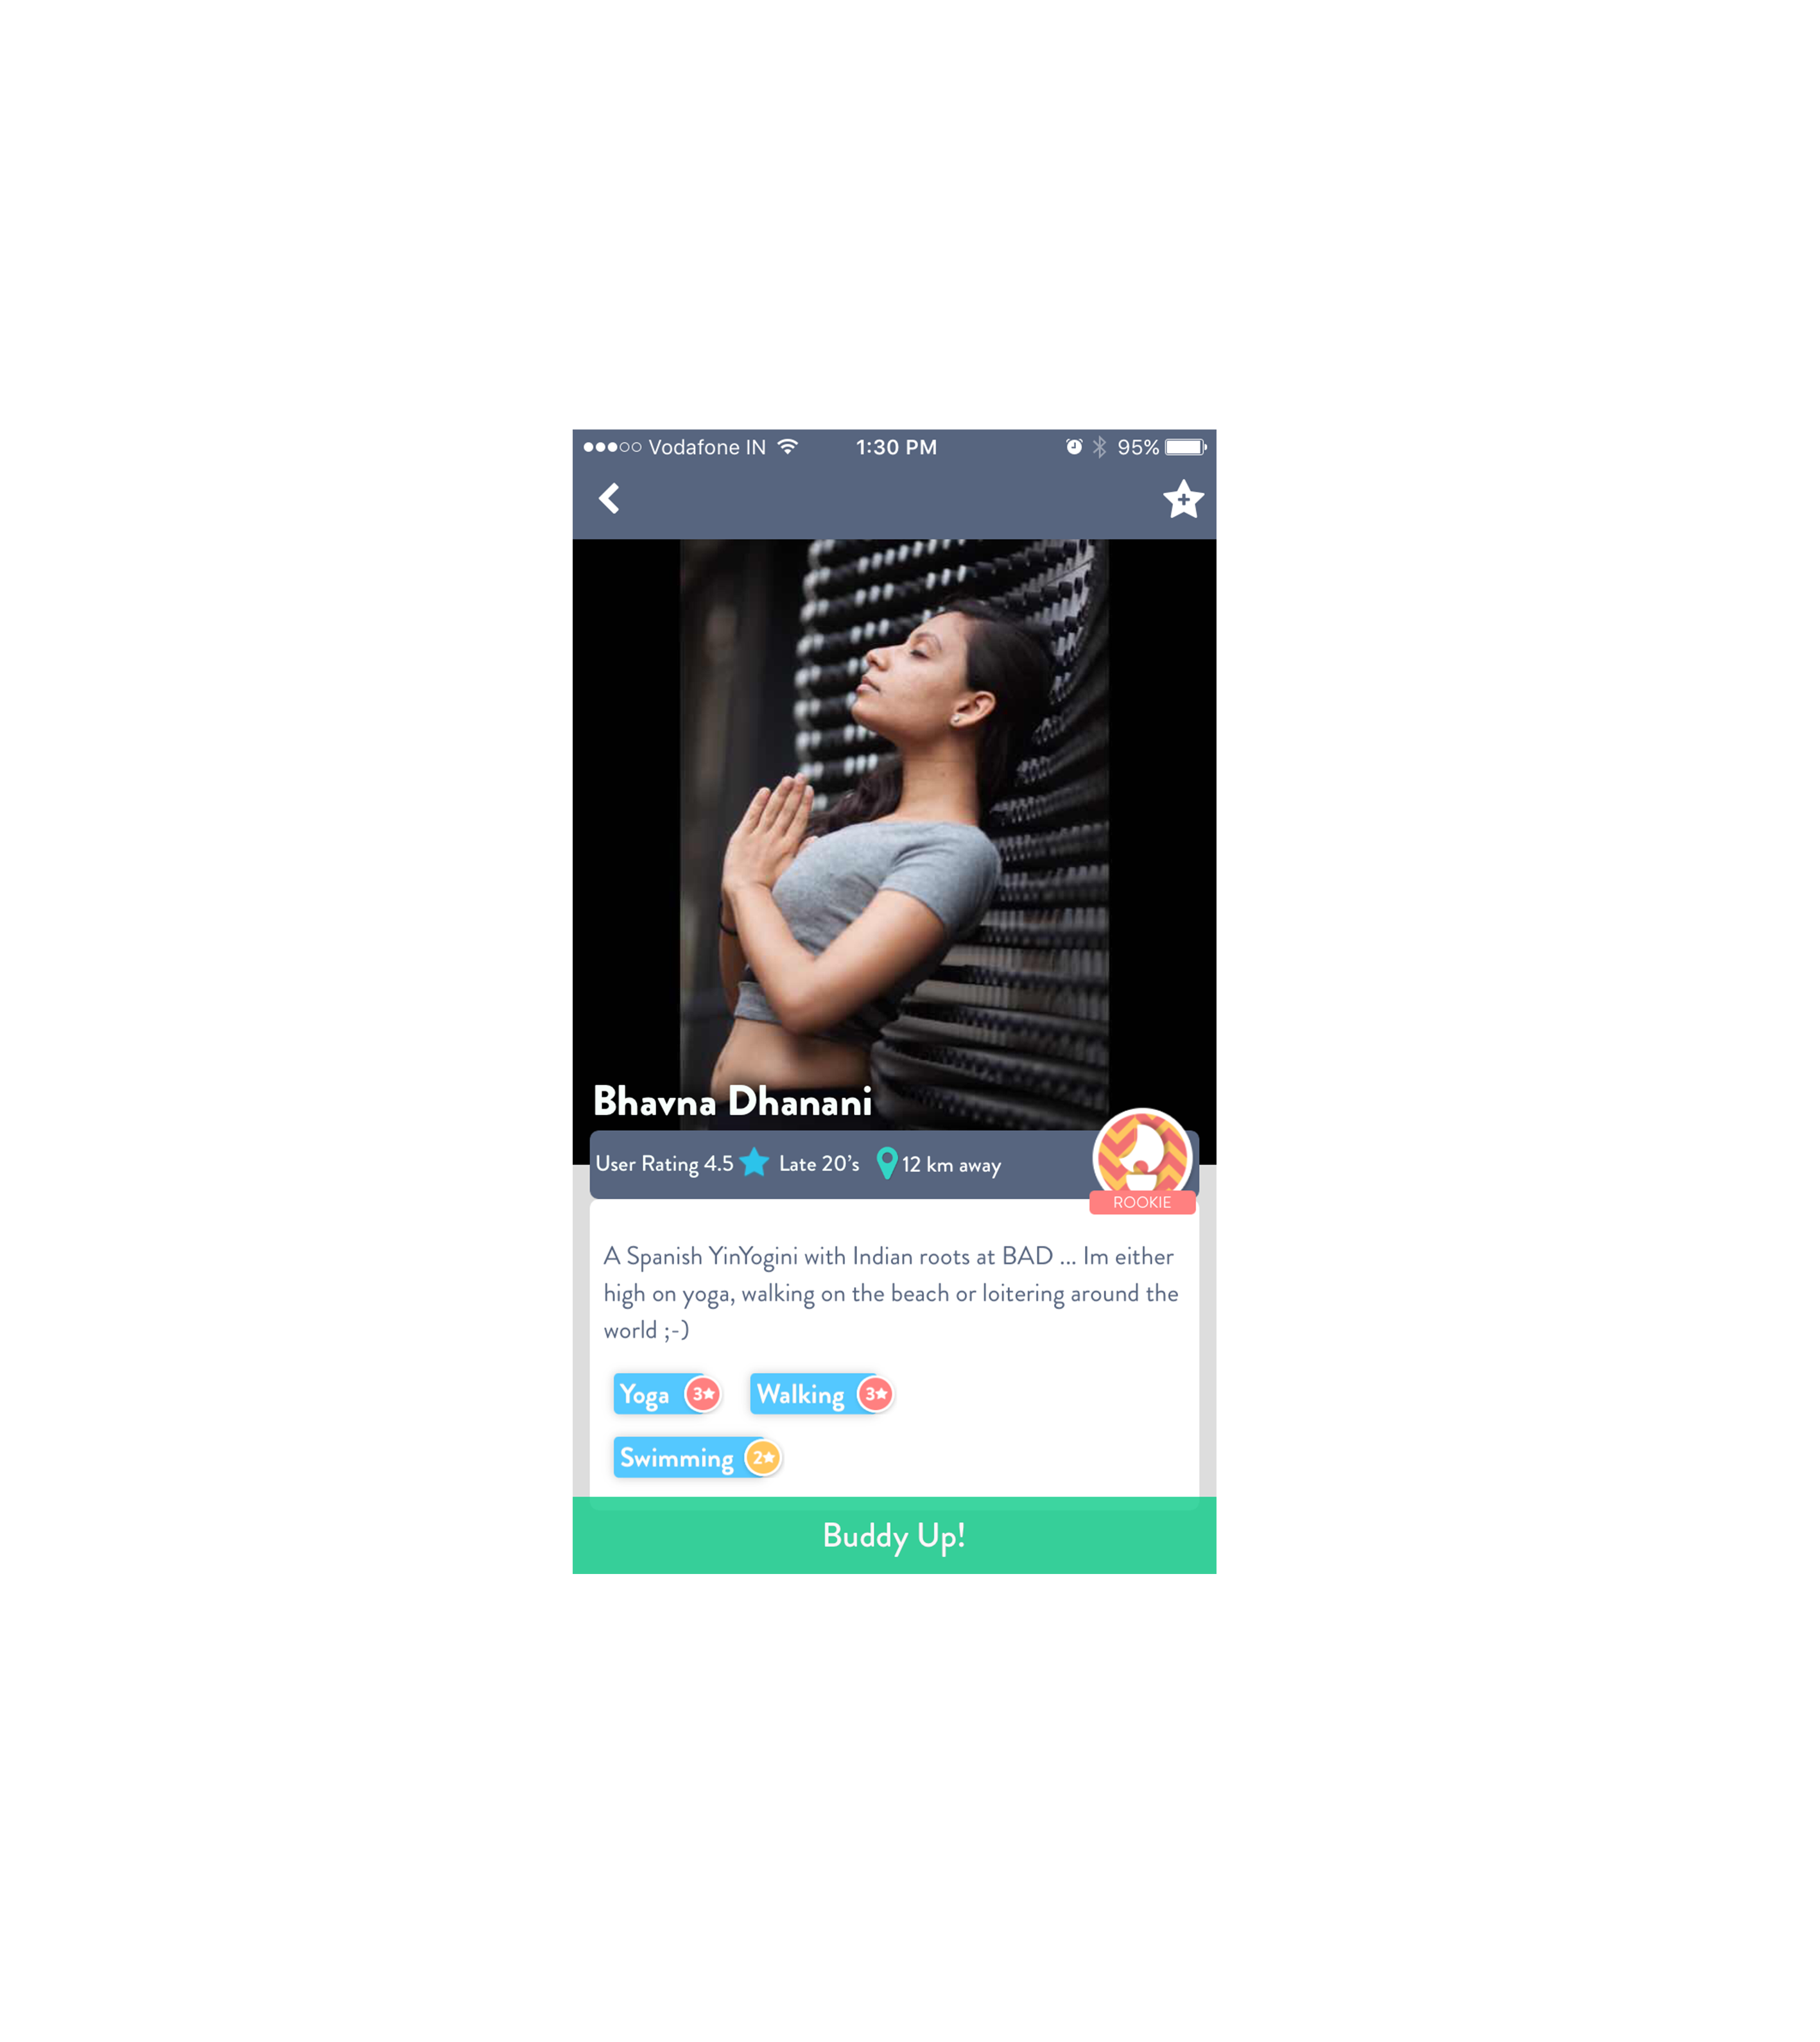 Vodafone IN 1:30 PM 95%
Bhavna Dhanani
User Rating 4.5 Late 20's 12 km away
ROOKIE
A Spanish YinYogini with Indian roots at BAD ... Im either
high on yoga, walking on the beach or loitering around the
world ;-)
Yoga 3★ Walking 3★
Swimming 2★
Buddy Up!